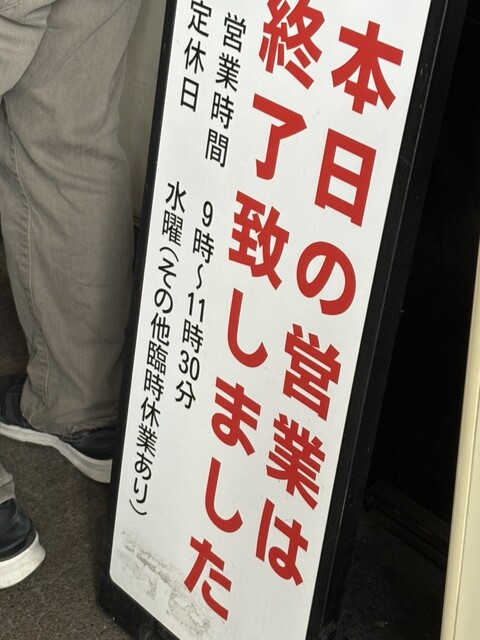 本日の営業は
終了致しました
営業時間 9時～11時30分
定休日 水曜(その他臨時休業あり)